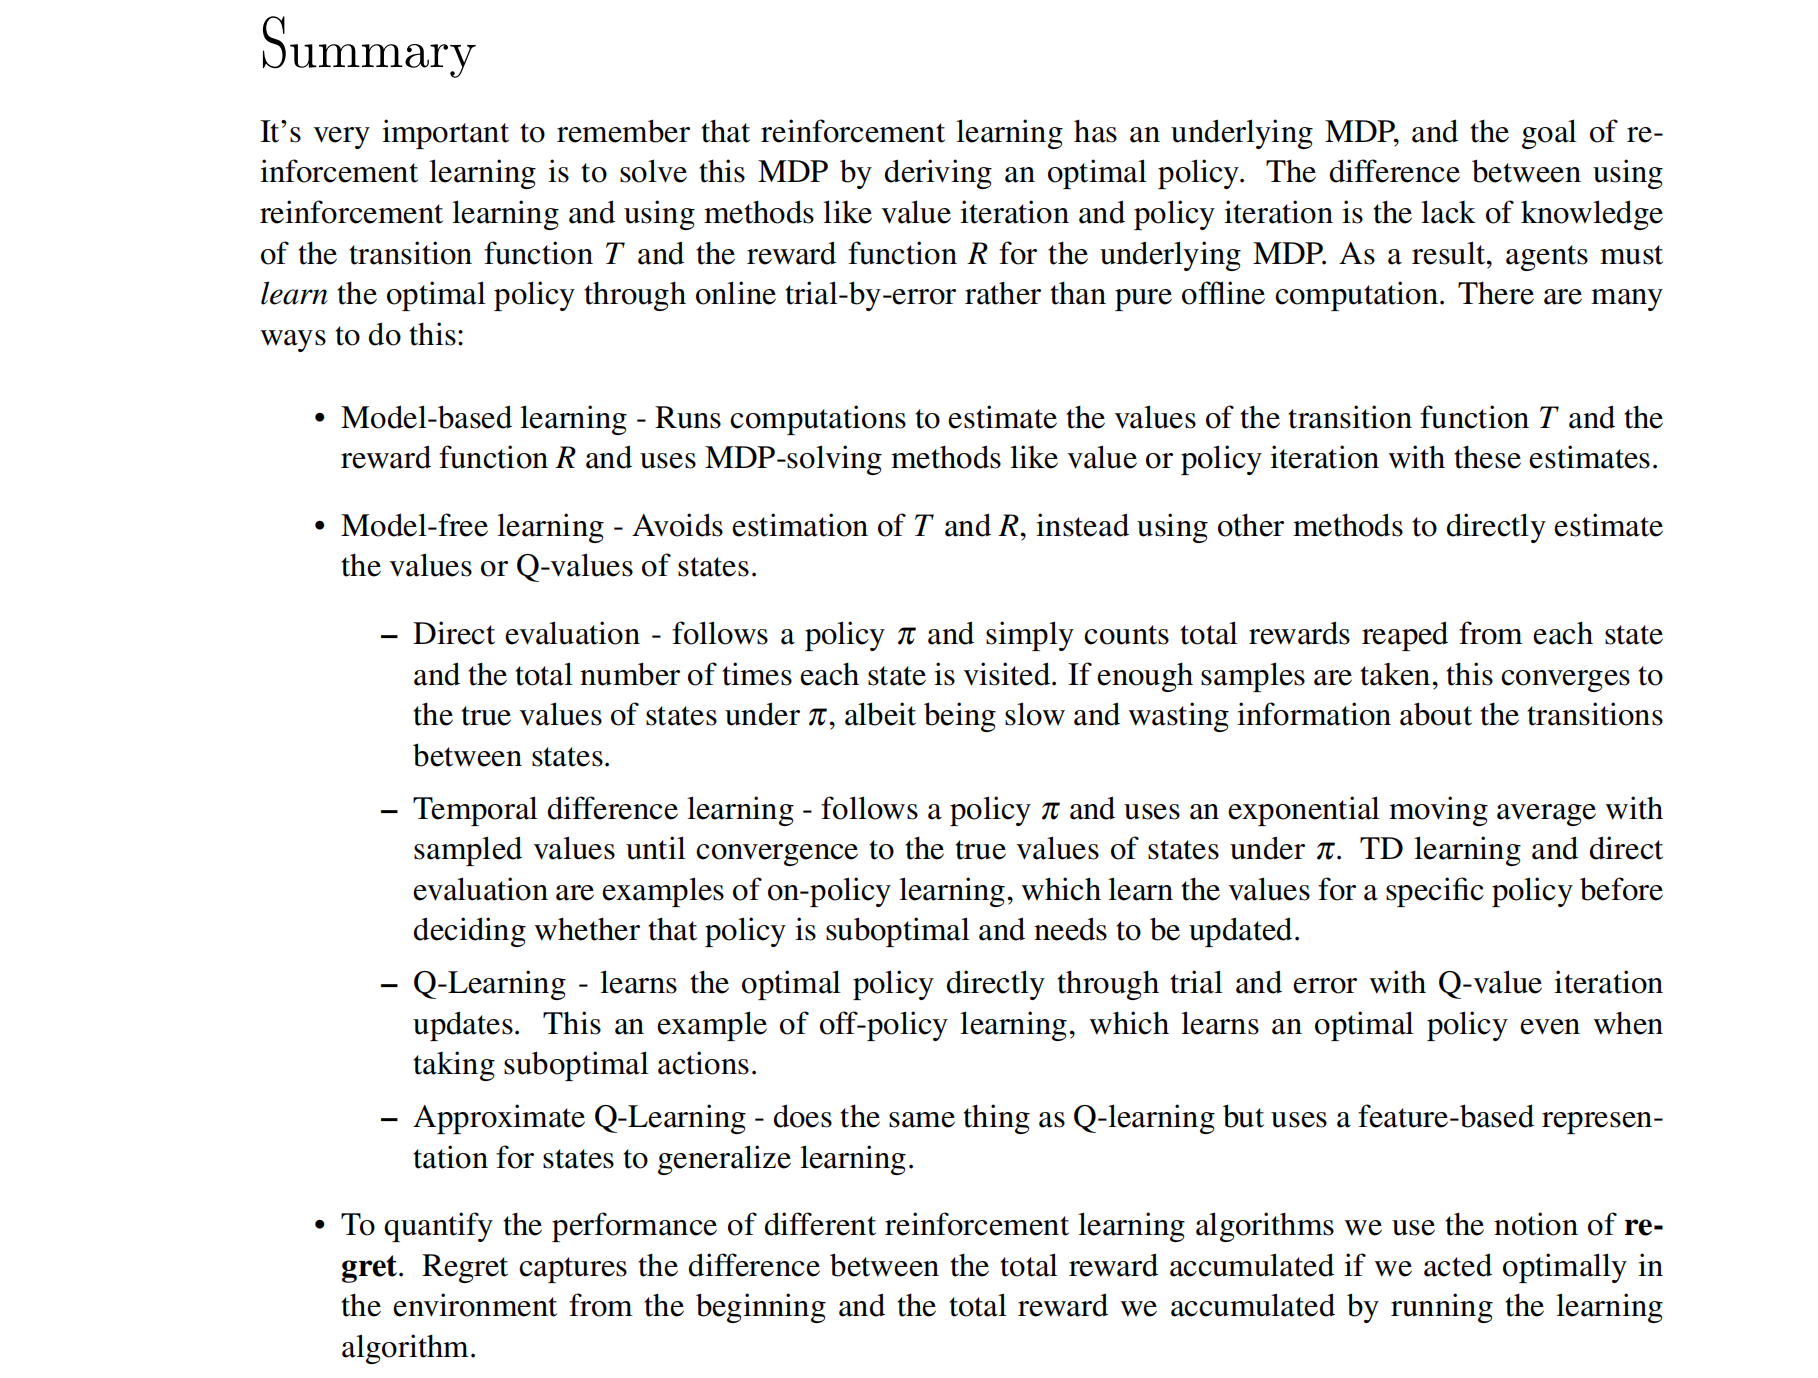 Summary
It's very important to remember that reinforcement learning has an underlying MDP, and the goal of re-
inforcement learning is to solve this MDP by deriving an optimal policy. The difference between using
reinforcement learning and using methods like value iteration and policy iteration is the lack of knowledge
of the transition function T and the reward function R for the underlying MDP. As a result, agents must
learn the optimal policy through online trial-by-error rather than pure offline computation. There are many
ways to do this:
• Model-based learning - Runs computations to estimate the values of the transition function T and the
reward function R and uses MDP-solving methods like value or policy iteration with these estimates.
• Model-free learning - Avoids estimation of T and R, instead using other methods to directly estimate
the values or Q-values of states.
– Direct evaluation - follows a policy π and simply counts total rewards reaped from each state
and the total number of times each state is visited. If enough samples are taken, this converges to
the true values of states under π, albeit being slow and wasting information about the transitions
between states.
– Temporal difference learning - follows a policy π and uses an exponential moving average with
sampled values until convergence to the true values of states under π. TD learning and direct
evaluation are examples of on-policy learning, which learn the values for a specific policy before
deciding whether that policy is suboptimal and needs to be updated.
– Q-Learning - learns the optimal policy directly through trial and error with Q-value iteration
updates. This an example of off-policy learning, which learns an optimal policy even when
taking suboptimal actions.
– Approximate Q-Learning - does the same thing as Q-learning but uses a feature-based represen-
tation for states to generalize learning.
• To quantify the performance of different reinforcement learning algorithms we use the notion of re-
gret. Regret captures the difference between the total reward accumulated if we acted optimally in
the environment from the beginning and the total reward we accumulated by running the learning
algorithm.